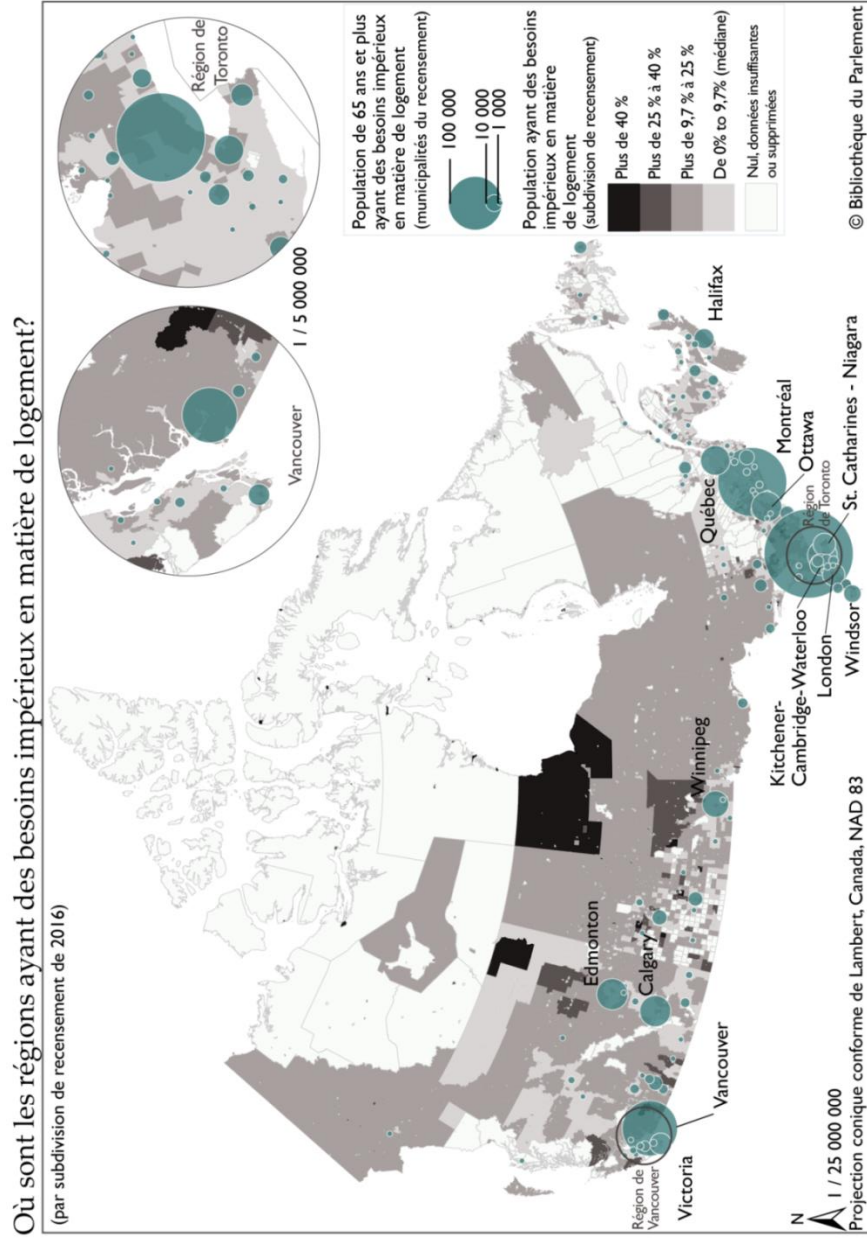 Où sont les régions ayant des besoins impérieux en matière de logement?
(par subdivision de recensement de 2016)
Vancouver
1 / 5 000 000
Région de
Toronto
Population de 65 ans et plus
ayant des besoins impérieux
en matière de logement
(municipalités du recensement)
100 000
10 000
1 000
Population ayant des besoins
impérieux en matière
de logement
(subdivision de recensement)
Plus de 40 %
Plus de 25 % à 40 %
Plus de 9,7 % à 25 %
De 0% to 9,7% (médiane)
Nul, données insuffisantes
ou supprimées
Région de
Vancouver
Victoria
Vancouver
Edmonton
Calgary
Winnipeg
Kitchener-
Cambridge-Waterloo
London
Windsor
Québec
Région
de Toronto
Montréal
Ottawa
St. Catharines - Niagara
Halifax
N
1 / 25 000 000
Projection conique conforme de Lambert, Canada, NAD 83
© Bibliothèque du Parlement